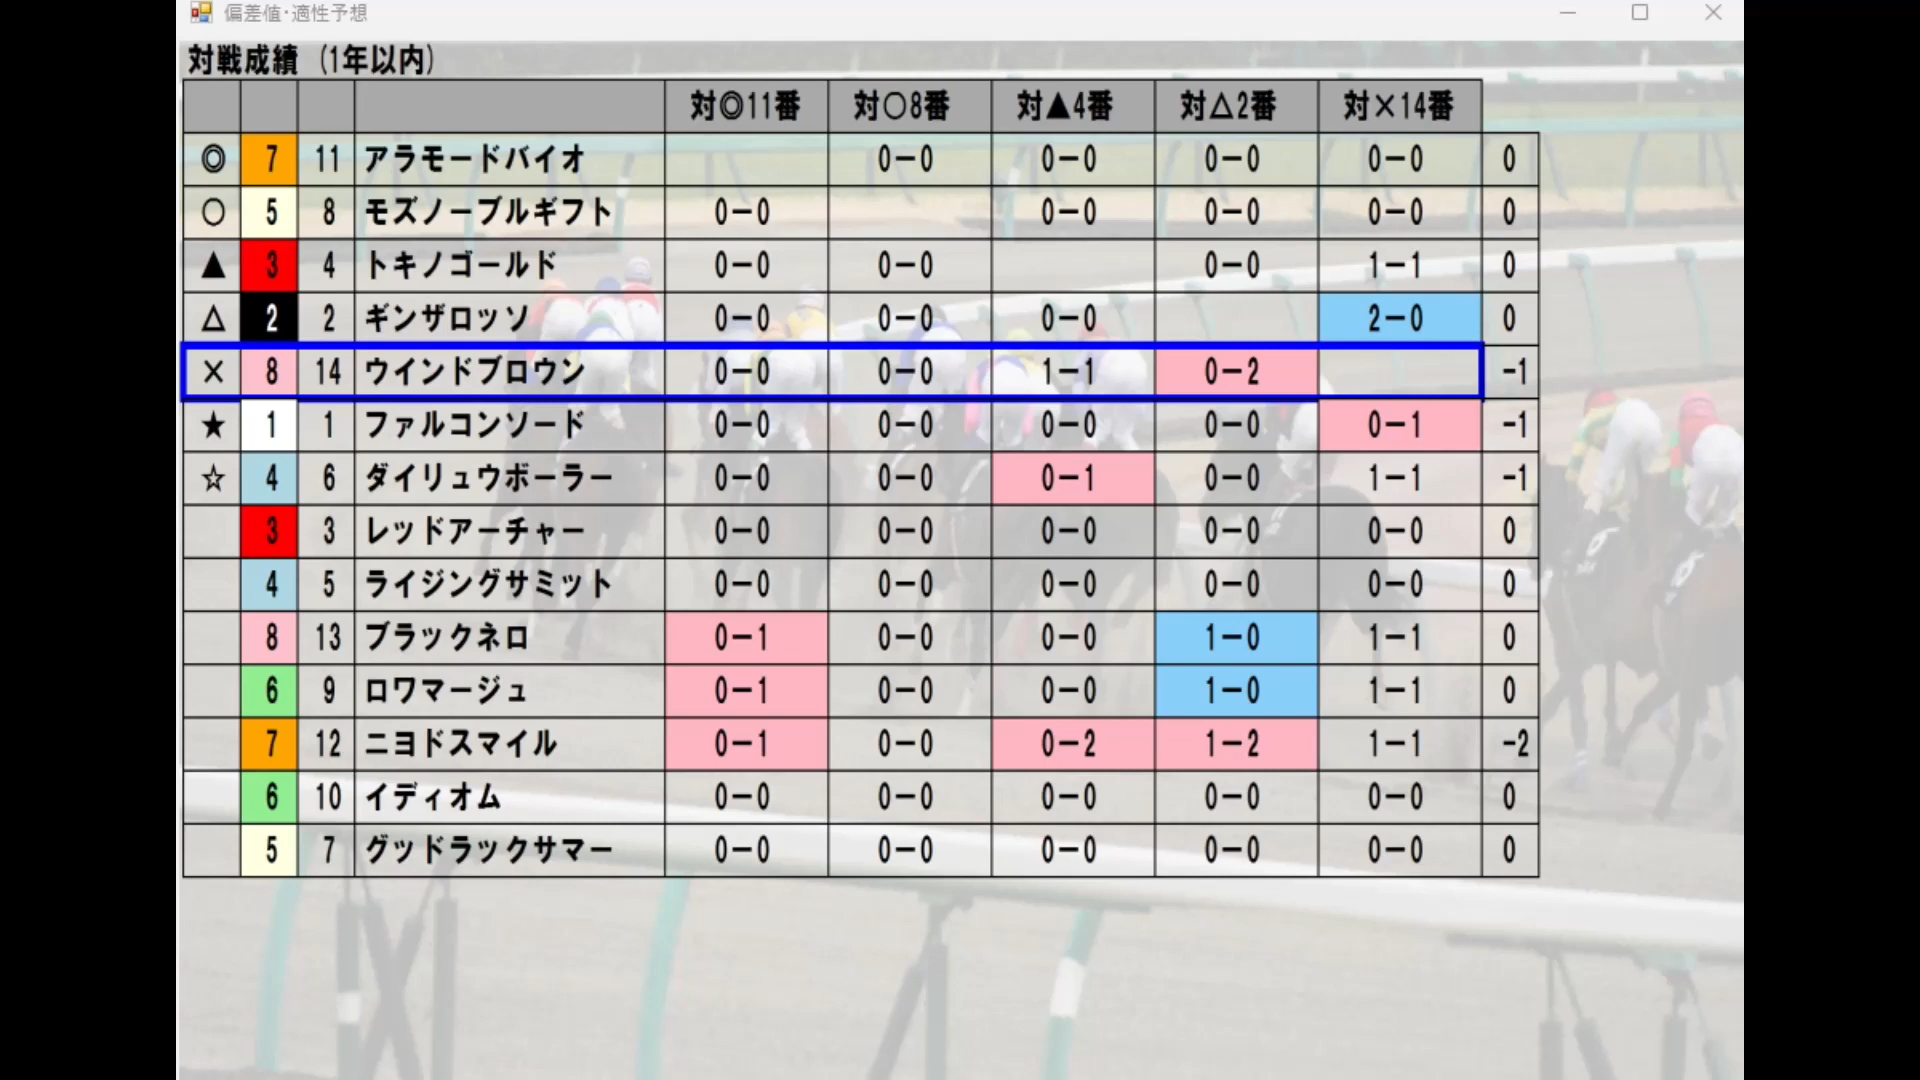 偏差値・適性予想
対戦成績 (1年以内)
対◎11番 対○8番 対▲4番 対△2番 対×14番
◎ 7 11 アラモードバイオ 0-0 0-0 0-0 0-0 0
○ 5 8 モズノーブルギフト 0-0 0-0 0-0 0-0 0
▲ 3 4 トキノゴールド 0-0 0-0 0-0 1-1 0
△ 2 2 ギンザロッソ 0-0 0-0 0-0 2-0 0
× 8 14 ウインドブロウン 0-0 0-0 1-1 0-2 -1
★ 1 1 ファルコンソード 0-0 0-0 0-0 0-0 0-1 -1
☆ 4 6 ダイリュウボーラー 0-0 0-0 0-1 0-0 1-1 -1
3 3 レッドアーチャー 0-0 0-0 0-0 0-0 0-0 0
4 5 ライジングサミット 0-0 0-0 0-0 0-0 0-0 0
8 13 ブラックネロ 0-1 0-0 0-0 1-0 1-1 0
6 9 ロワマージュ 0-1 0-0 0-0 1-0 1-1 0
7 12 ニヨドスマイル 0-1 0-0 0-2 1-2 1-1 -2
6 10 イディオム 0-0 0-0 0-0 0-0 0-0 0
5 7 グッドラックサマー 0-0 0-0 0-0 0-0 0-0 0